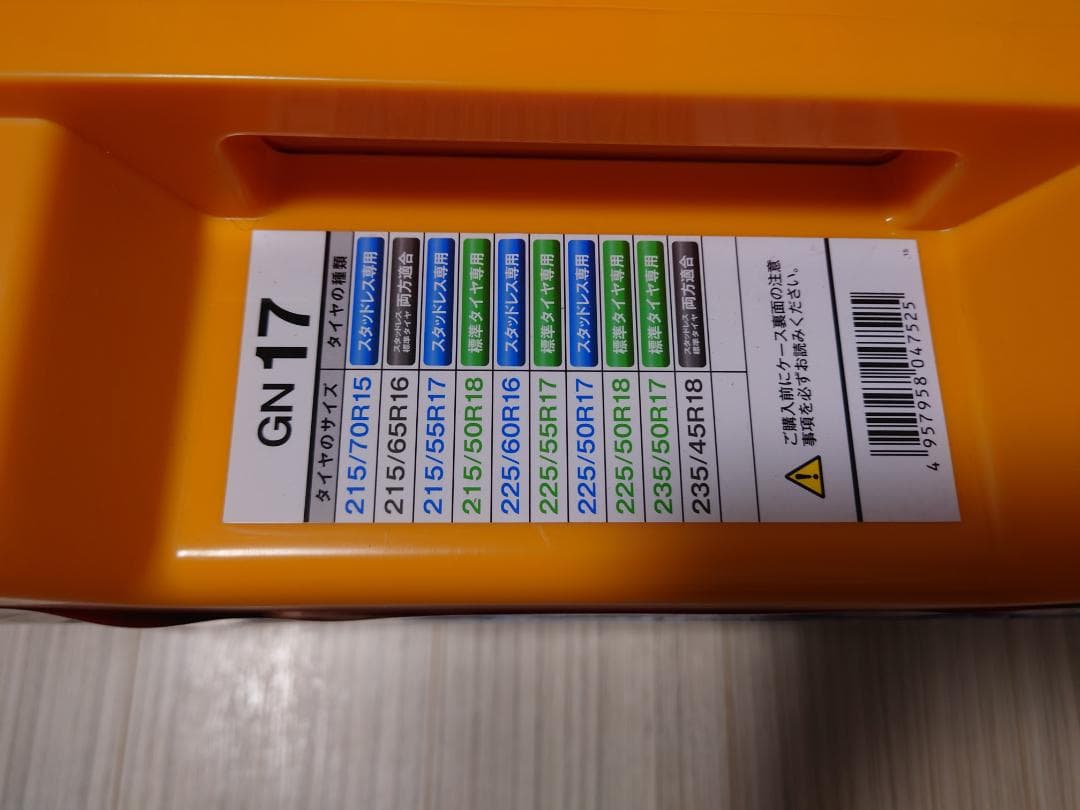 GN 17
タイヤのサイズ タイヤの種類
215/70R15 スタッドレス専用
215/65R16 スタッドレス 標準タイヤ 両方適合
215/55R17 スタッドレス専用
215/50R18 標準タイヤ専用
225/60R16 スタッドレス専用
225/55R17 標準タイヤ専用
225/50R17 スタッドレス専用
225/50R18 標準タイヤ専用
235/50R17 標準タイヤ専用
235/45R18 スタッドレス 標準タイヤ 両方適合
ご購入前にケース裏面の注意
事項を必ずお読みください。
4 957958 047525